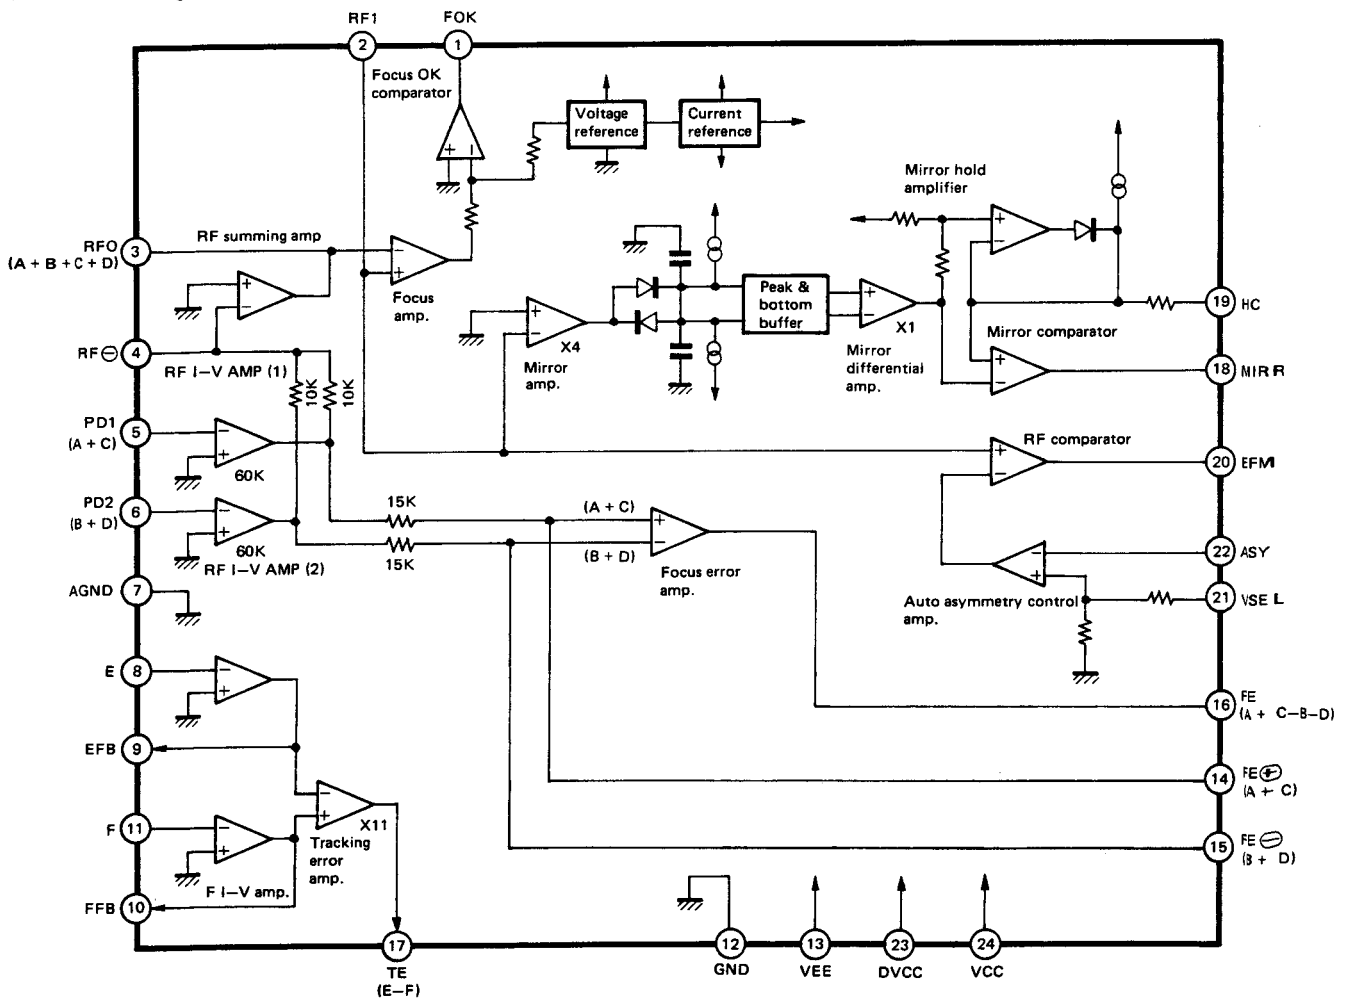 RF1
FOK
2
1
Focus OK
comparator
Voltage
reference
Current
reference
+ −
Mirror hold
amplifier
RF summing amp
RFO
3
(A + B + C + D)
Focus
amp.
Peak &
bottom
buffer
X4
Mirror
amp.
X1
Mirror
differential
amp.
Mirror comparator
19 HC
18 MIRR
RF⊖ 4
RF I−V AMP (1)
10K
10K
PD1
5
(A + C)
60K
RF comparator
20 EFM
PD2
6
(B + D)
60K
RF I−V AMP (2)
15K
15K
(A + C)
(B + D)
Focus error
amp.
22 ASY
21 VSEL
Auto asymmetry control
amp.
AGND 7
E 8
EFB 9
16 FE
(A + C−B−D)
14 FE⊕
(A + C)
15 FE⊖
(B + D)
F 11
X11
Tracking
error
amp.
F I−V amp.
FFB 10
17
TE
(E−F)
12
GND
13
VEE
23
DVCC
24
VCC